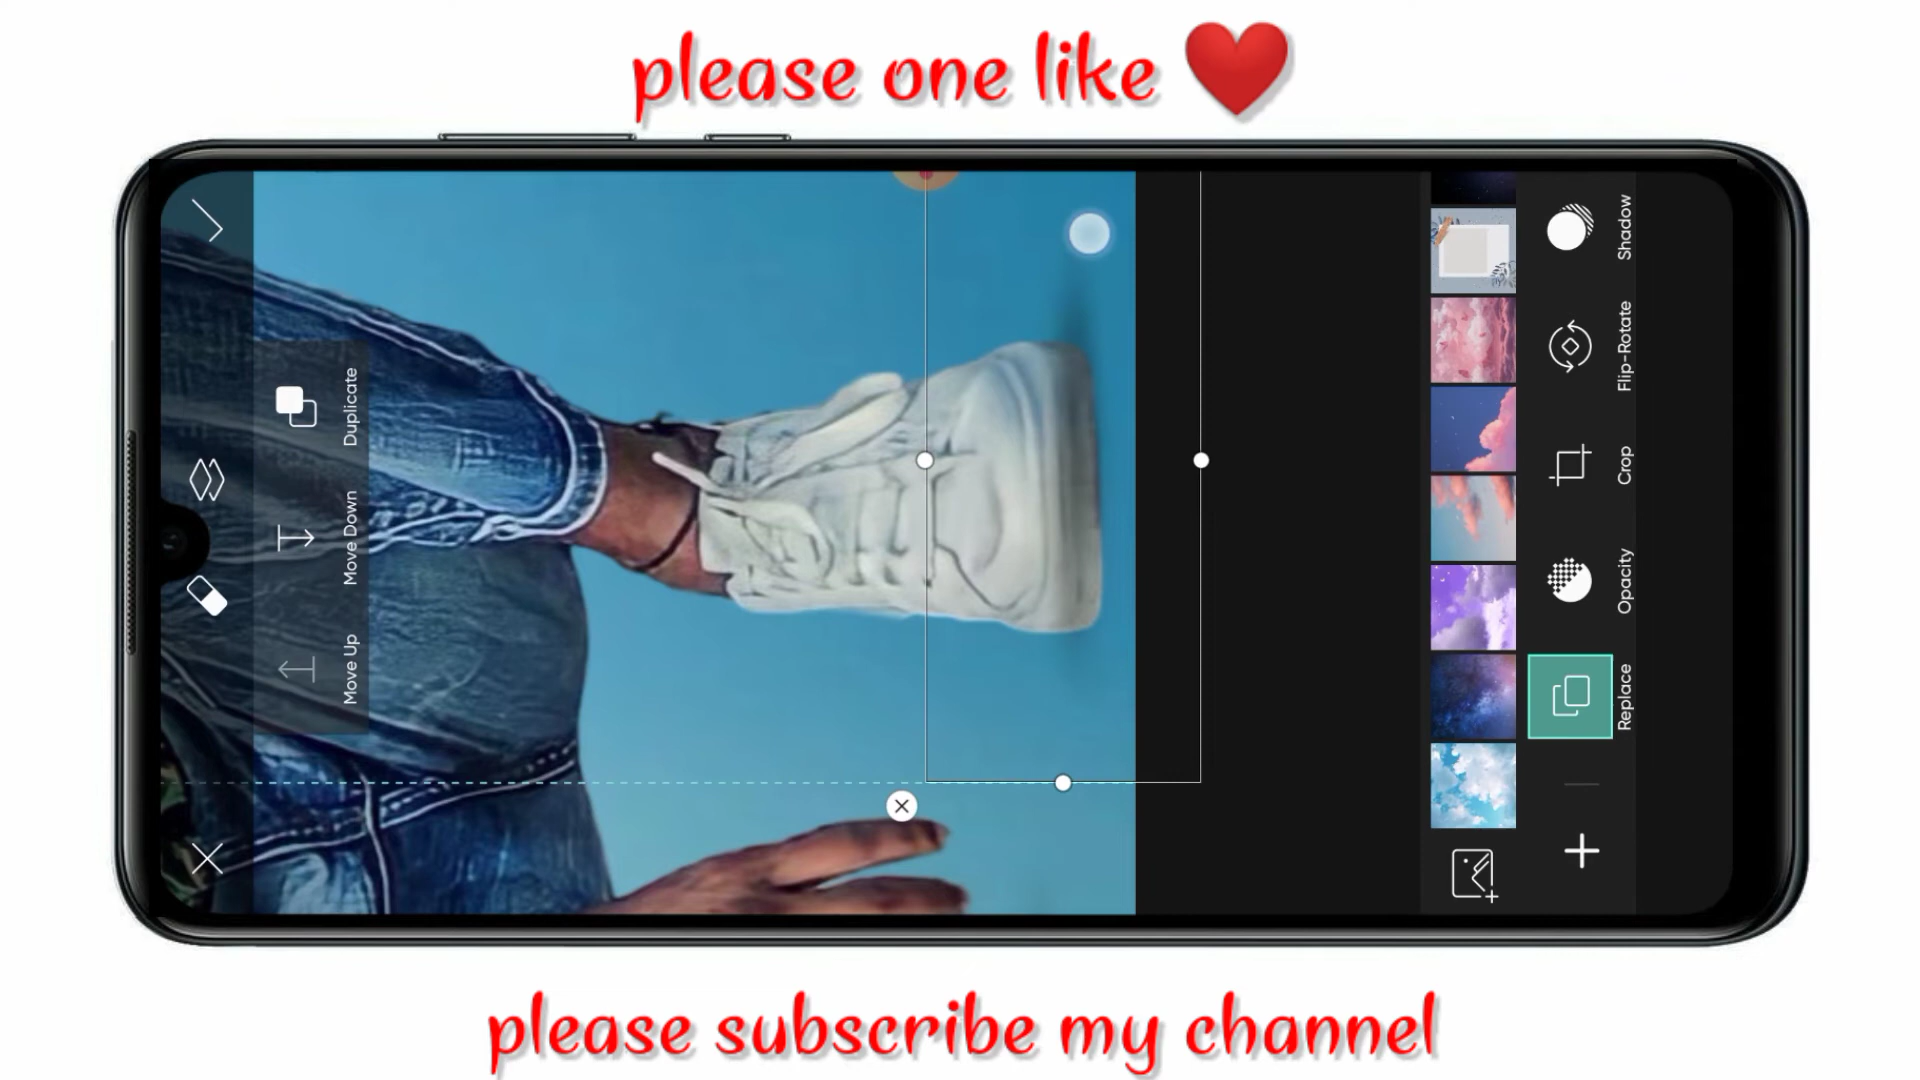 please one like ❤️
Duplicate
Move Down
Move Up
Shadow
Flip-Rotate
Crop
Opacity
Replace
please subscribe my channel